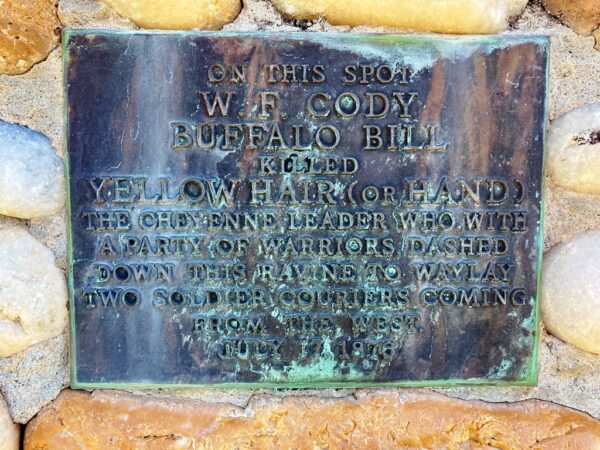 ON THIS SPOT
W. F. CODY
BUFFALO BILL
KILLED
YELLOW HAIR (OR HAND)
THE CHEYENNE LEADER WHO, WITH
A PARTY OF WARRIORS, DASHED
DOWN THIS RAVINE TO WAYLAY
TWO SOLDIER COURIERS COMING
FROM THE WEST.
JULY 17, 1876